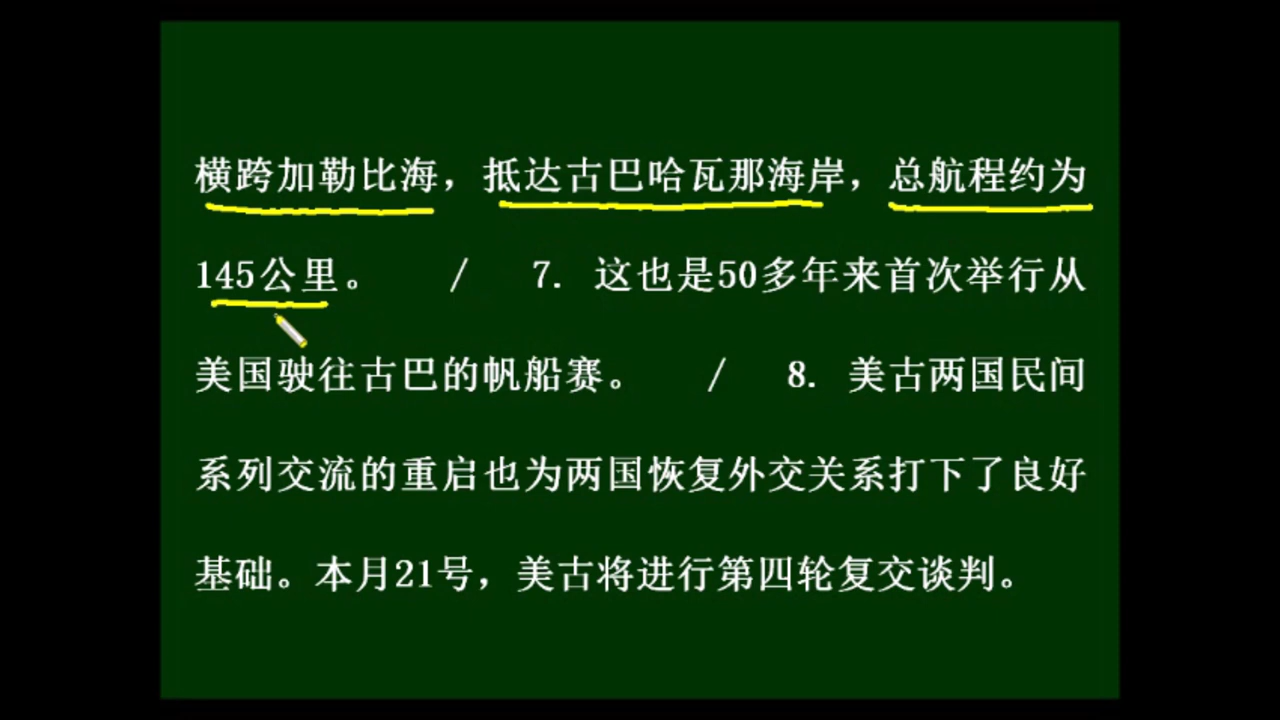 横跨加勒比海，抵达古巴哈瓦那海岸，总航程约为
145公里。 / 7. 这也是50多年来首次举行从
美国驶往古巴的帆船赛。 / 8. 美古两国民间
系列交流的重启也为两国恢复外交关系打下了良好
基础。本月21号，美古将进行第四轮复交谈判。